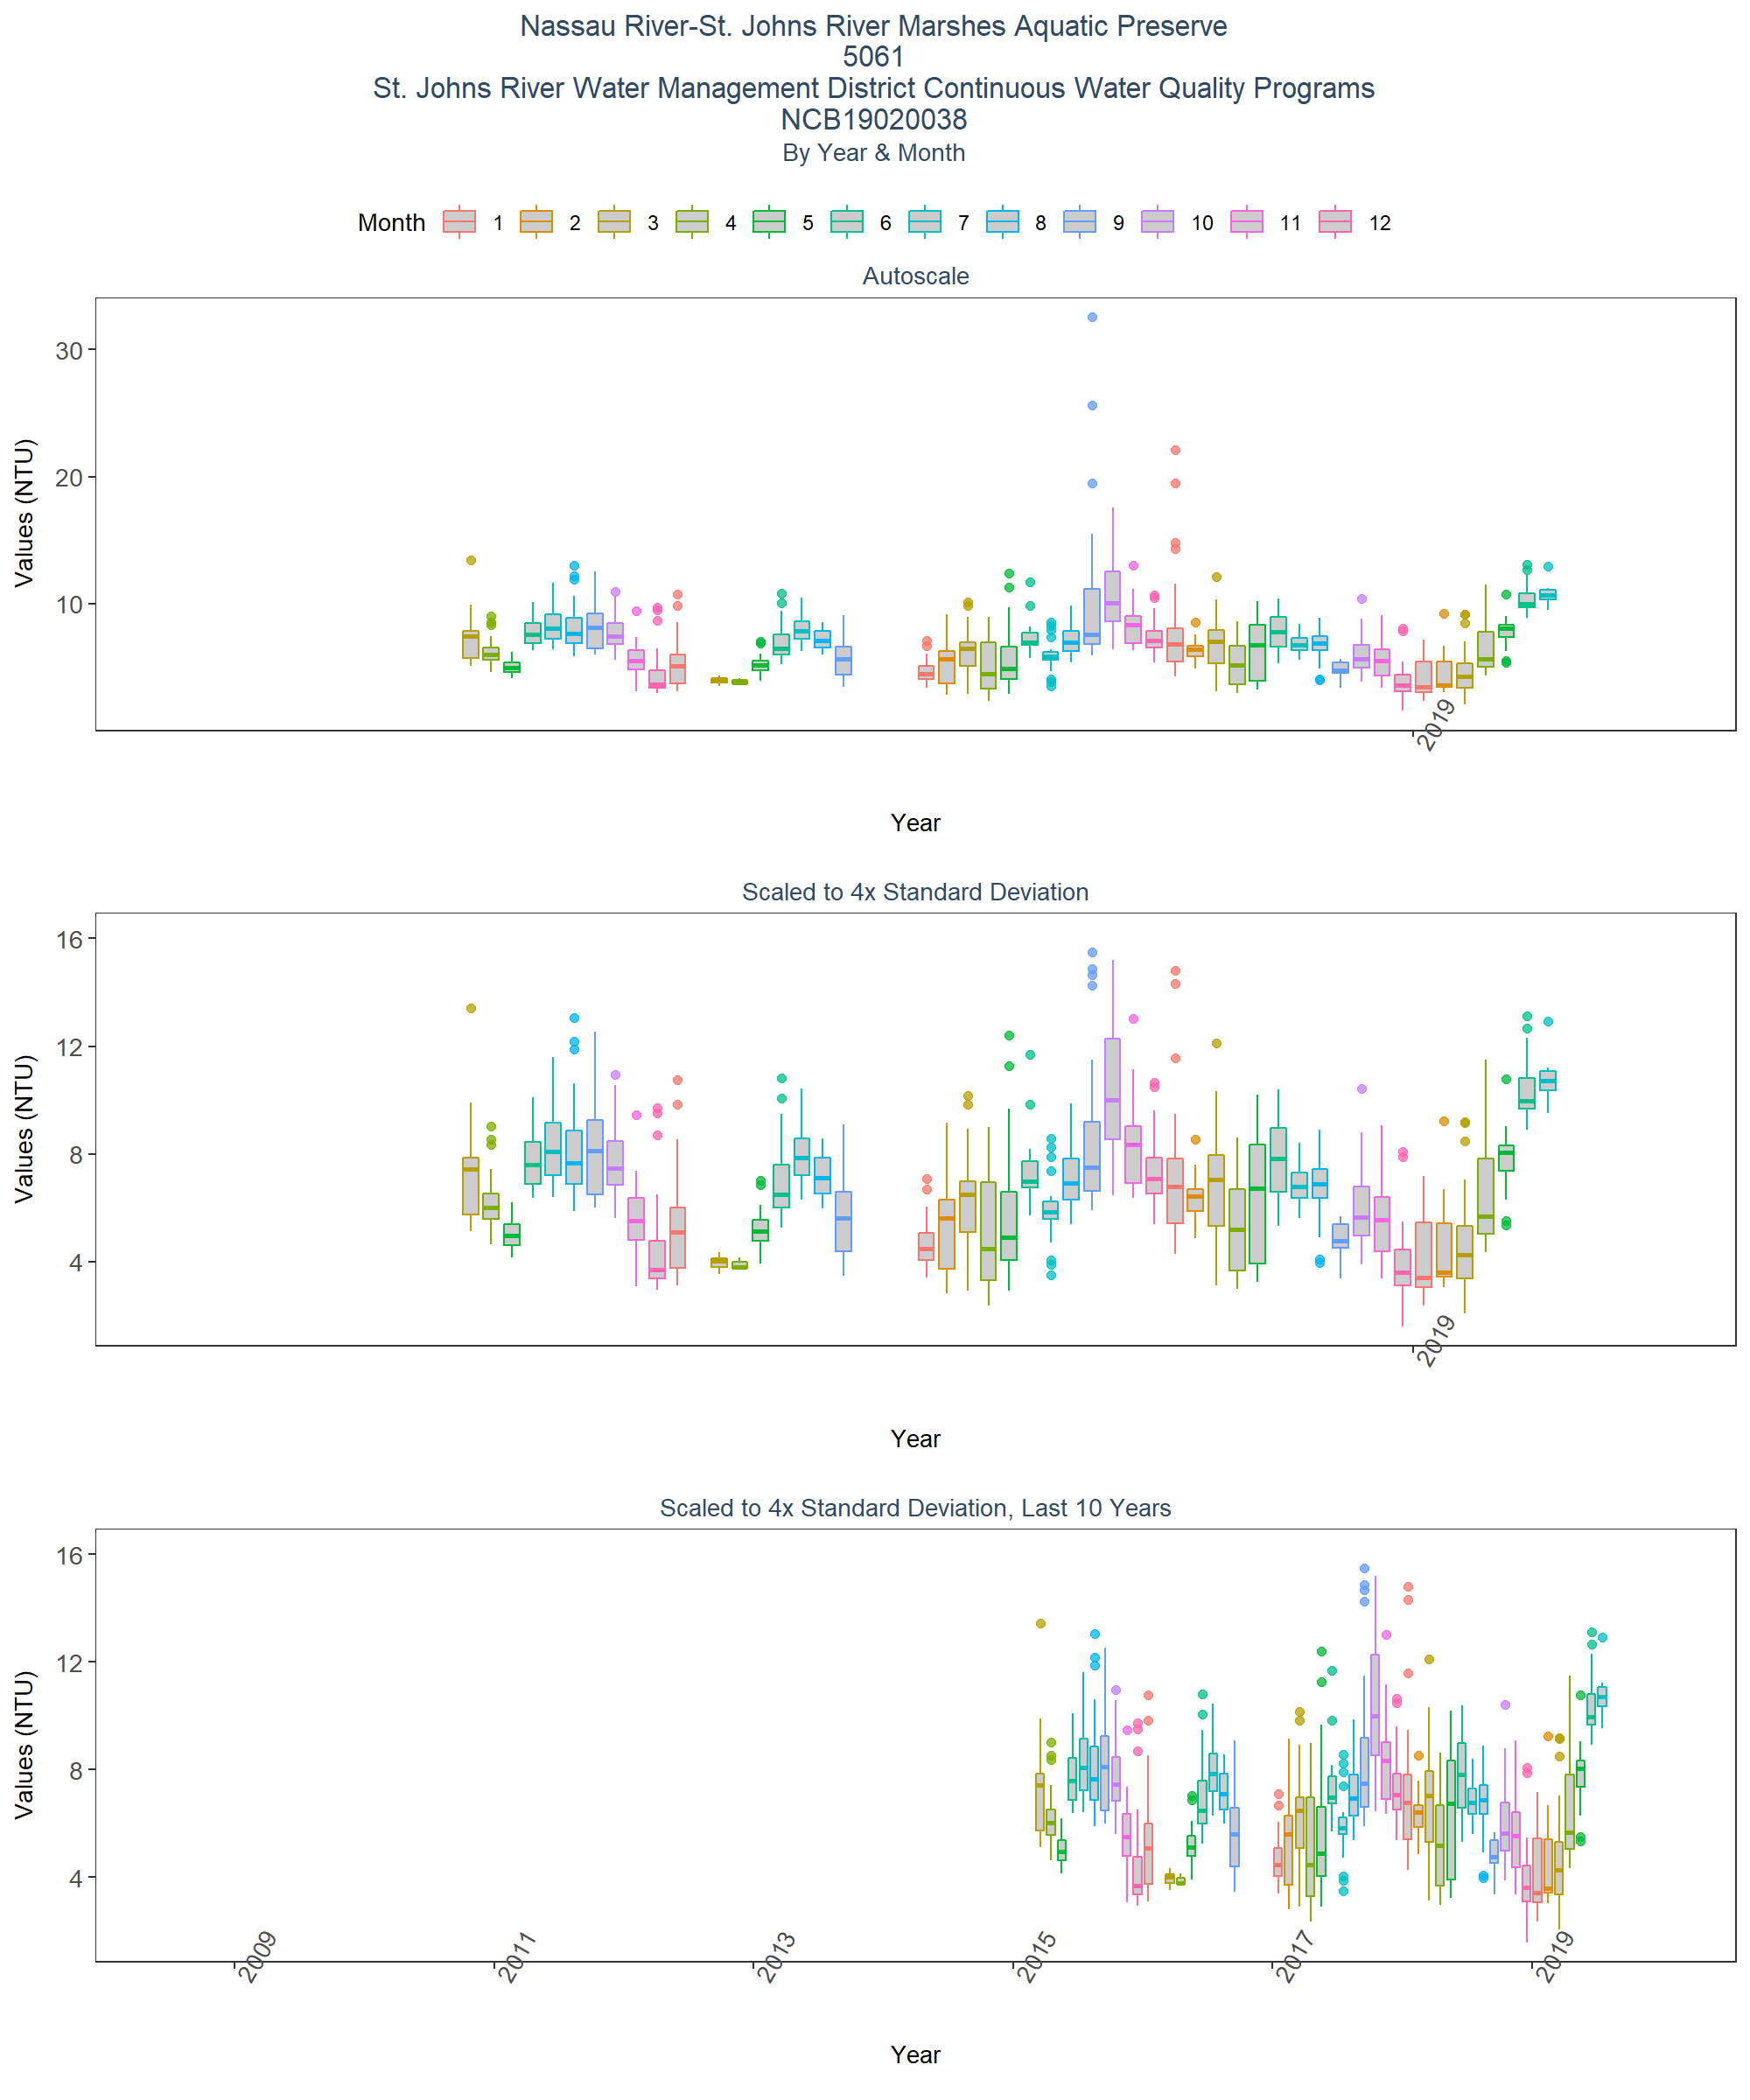 Nassau River-St. Johns River Marshes Aquatic Preserve
5061
St. Johns River Water Management District Continuous Water Quality Programs
NCB19020038
By Year & Month
Month 1 2 3 4 5 6 7 8 9 10 11 12
Autoscale
Values (NTU)
30
20
10
2019
Year
Scaled to 4x Standard Deviation
Values (NTU)
16
12
8
4
2019
Year
Scaled to 4x Standard Deviation, Last 10 Years
Values (NTU)
16
12
8
4
2009 2011 2013 2015 2017 2019
Year